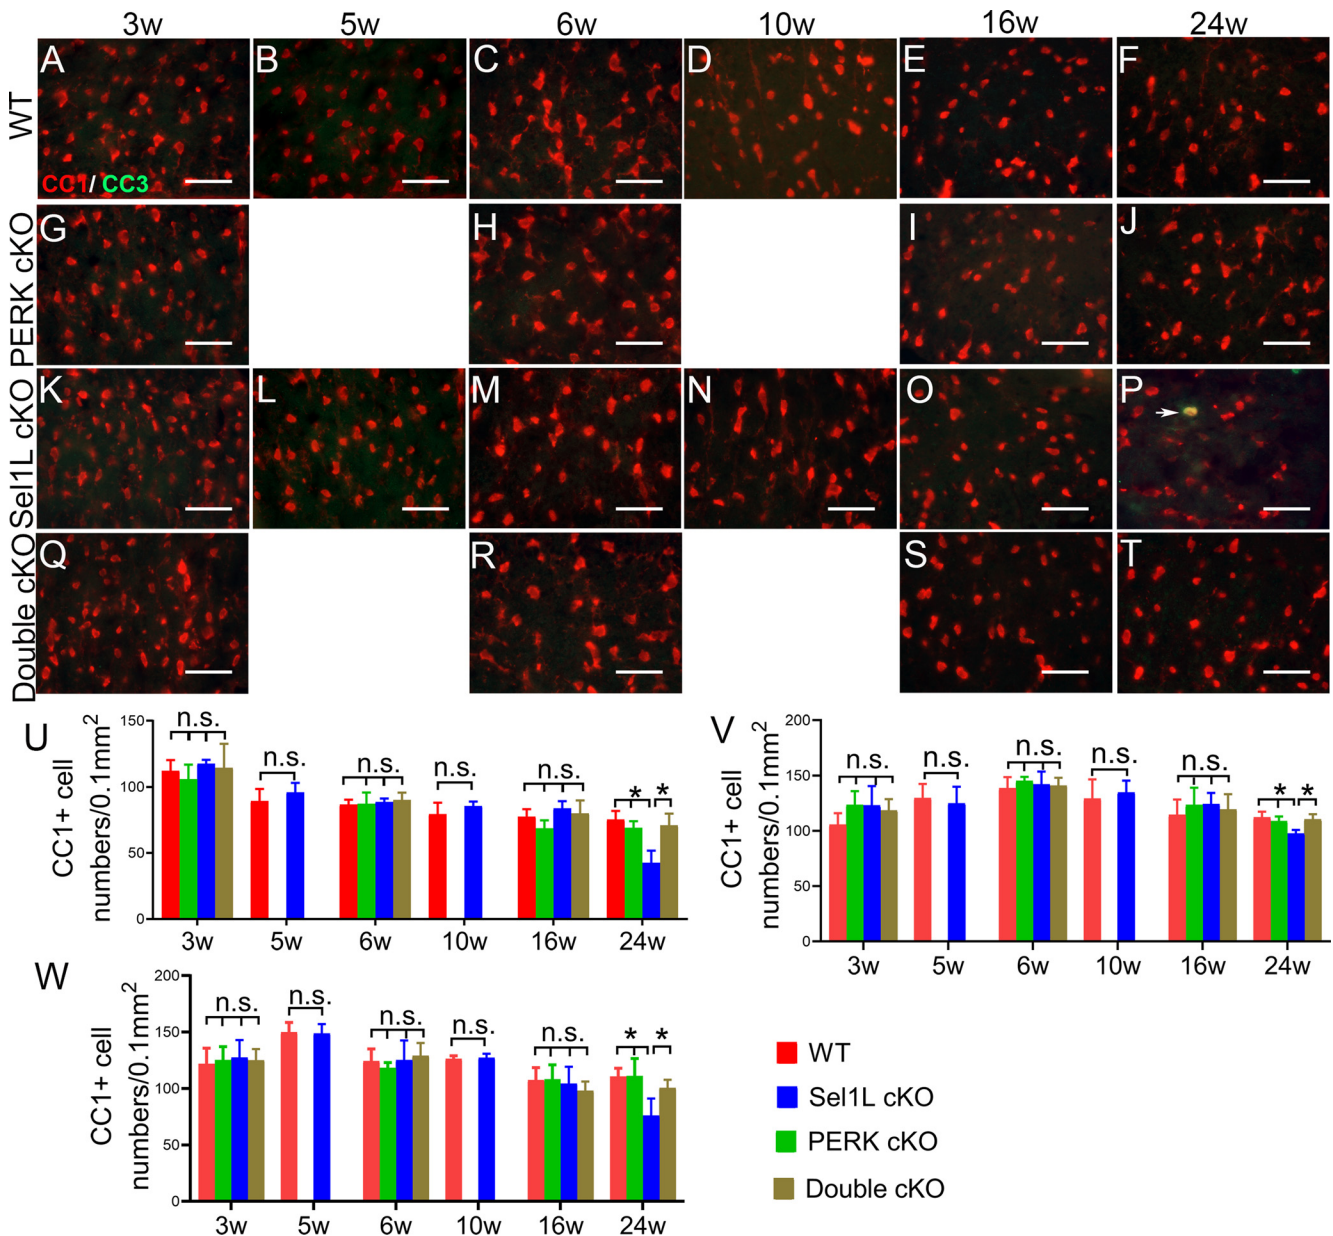 3w 5w 6w 10w 16w 24w
WT
A B C D E F
CC1/ CC3
PERK cKO
G H I J
Sel1L cKO
K L M N O P
Double cKO
Q R S T
U
CC1+ cell
numbers/0.1mm2
150
100
50
0
n.s. n.s. n.s. n.s. n.s. * *
3w 5w 6w 10w 16w 24w
V
CC1+ cell
numbers/0.1mm2
200
150
100
50
0
n.s. n.s. n.s. n.s. n.s. * *
3w 5w 6w 10w 16w 24w
W
CC1+ cell
numbers/0.1mm2
200
150
100
50
0
n.s. n.s. n.s. n.s. n.s. * *
3w 5w 6w 10w 16w 24w
WT
Sel1L cKO
PERK cKO
Double cKO